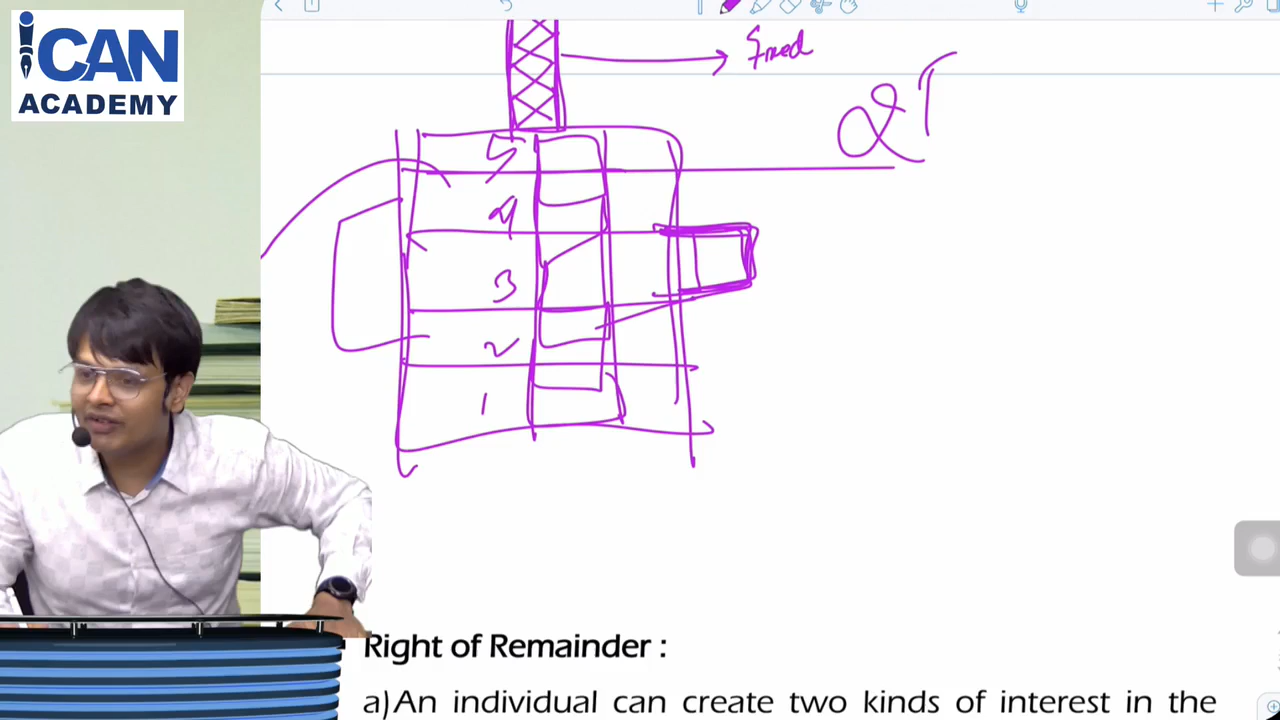 iCAN
ACADEMY
5
4
3
2
1
Right of Remainder :
a) An individual can create two kinds of interest in the